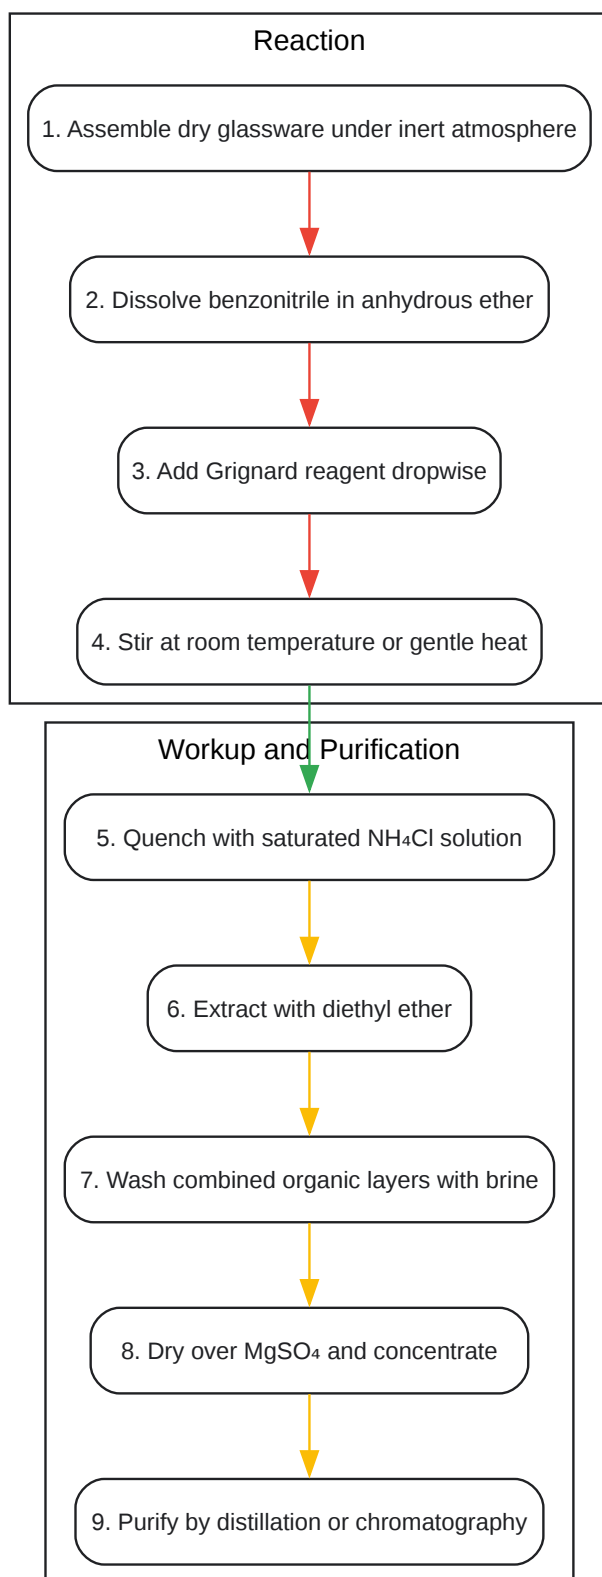 Reaction
1. Assemble dry glassware under inert atmosphere
2. Dissolve benzonitrile in anhydrous ether
3. Add Grignard reagent dropwise
4. Stir at room temperature or gentle heat
Workup and Purification
5. Quench with saturated NH₄Cl solution
6. Extract with diethyl ether
7. Wash combined organic layers with brine
8. Dry over MgSO₄ and concentrate
9. Purify by distillation or chromatography